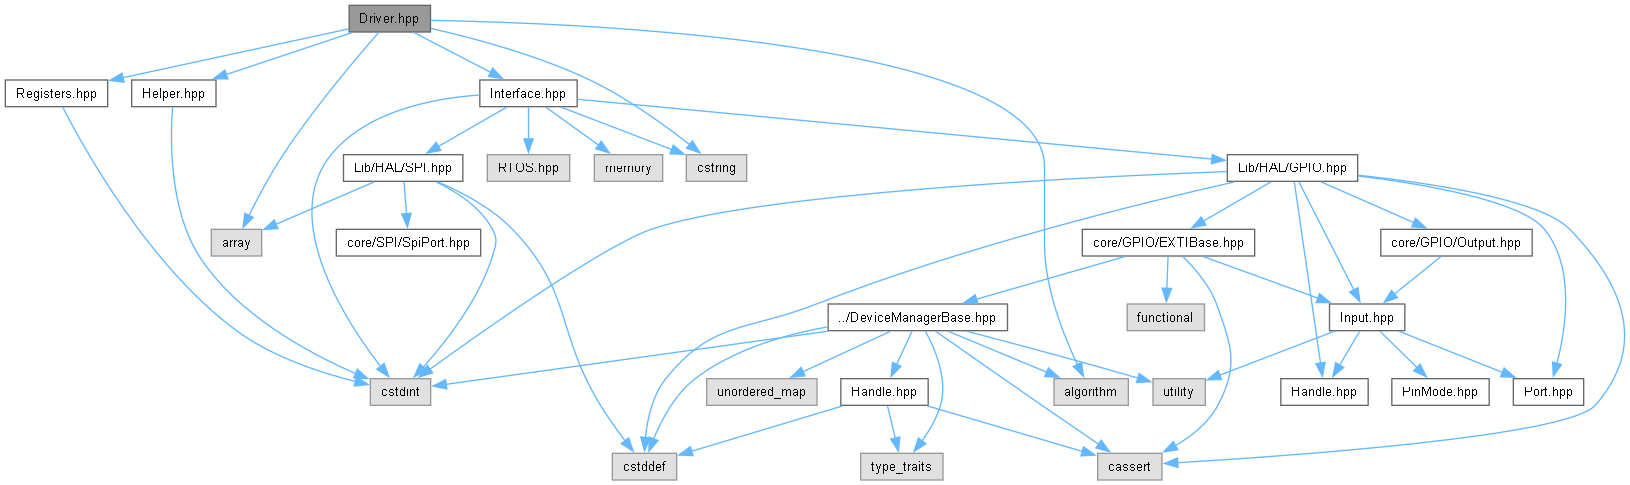 Driver.hpp
Registers.hpp
Helper.hpp
Interface.hpp
Lib/HAL/SPI.hpp
RTOS.hpp
memory
cstring
Lib/HAL/GPIO.hpp
array
core/SPI/SpiPort.hpp
core/GPIO/EXTIBase.hpp
core/GPIO/Output.hpp
../DeviceManagerBase.hpp
functional
Input.hpp
cstdint
unordered_map
Handle.hpp
algorithm
utility
Handle.hpp
PinMode.hpp
Port.hpp
cstddef
type_traits
cassert